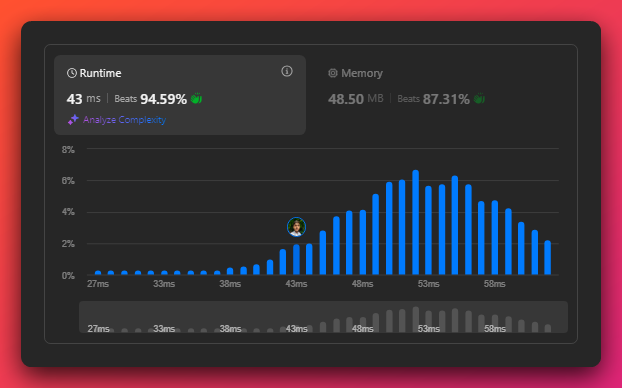 Runtime
43 ms | Beats 94.59%
Analyze Complexity
Memory
48.50 MB | Beats 87.31%
8%
6%
4%
2%
0%
27ms 33ms 38ms 43ms 48ms 53ms 58ms
27ms 33ms 38ms 43ms 48ms 53ms 58ms